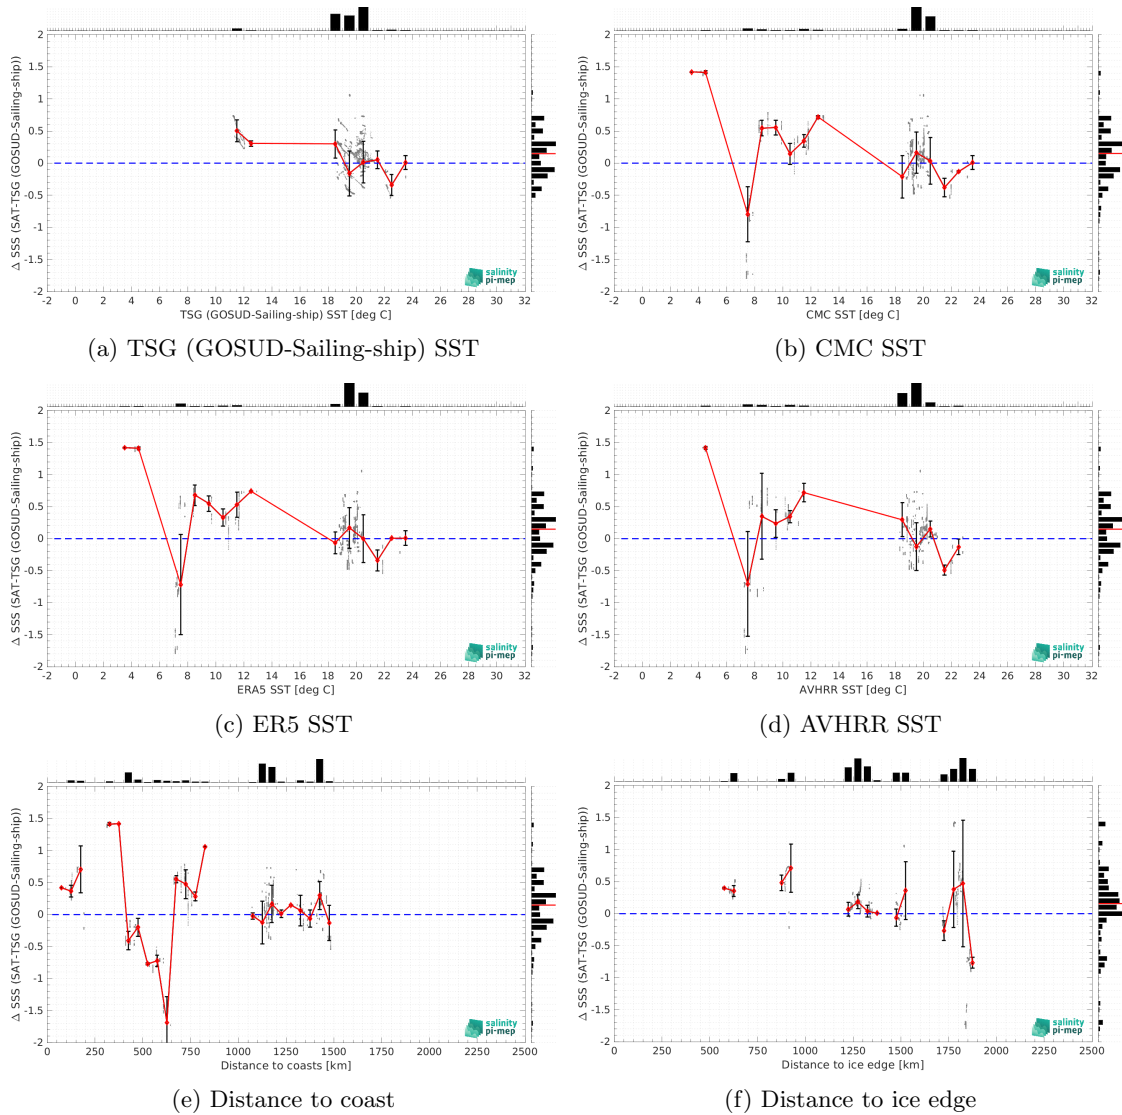 2
1.5
1
0.5
0
-0.5
-1
-1.5
-2
Δ SSS (SAT-TSG (GOSUD-Sailing-ship))
-2 0 2 4 6 8 10 12 14 16 18 20 22 24 26 28 30 32
TSG (GOSUD-Sailing-ship) SST [deg C]
salinity
pi-mep
(a) TSG (GOSUD-Sailing-ship) SST
2
1.5
1
0.5
0
-0.5
-1
-1.5
-2
Δ SSS (SAT-TSG (GOSUD-Sailing-ship))
-2 0 2 4 6 8 10 12 14 16 18 20 22 24 26 28 30 32
CMC SST [deg C]
salinity
pi-mep
(b) CMC SST
2
1.5
1
0.5
0
-0.5
-1
-1.5
-2
Δ SSS (SAT-TSG (GOSUD-Sailing-ship))
-2 0 2 4 6 8 10 12 14 16 18 20 22 24 26 28 30 32
ERA5 SST [deg C]
salinity
pi-mep
(c) ER5 SST
2
1.5
1
0.5
0
-0.5
-1
-1.5
-2
Δ SSS (SAT-TSG (GOSUD-Sailing-ship))
-2 0 2 4 6 8 10 12 14 16 18 20 22 24 26 28 30 32
AVHRR SST [deg C]
salinity
pi-mep
(d) AVHRR SST
2
1.5
1
0.5
0
-0.5
-1
-1.5
-2
Δ SSS (SAT-TSG (GOSUD-Sailing-ship))
0 250 500 750 1000 1250 1500 1750 2000 2250 2500
Distance to coasts [km]
salinity
pi-mep
(e) Distance to coast
2
1.5
1
0.5
0
-0.5
-1
-1.5
-2
Δ SSS (SAT-TSG (GOSUD-Sailing-ship))
0 250 500 750 1000 1250 1500 1750 2000 2250 2500
Distance to ice edge [km]
salinity
pi-mep
(f) Distance to ice edge